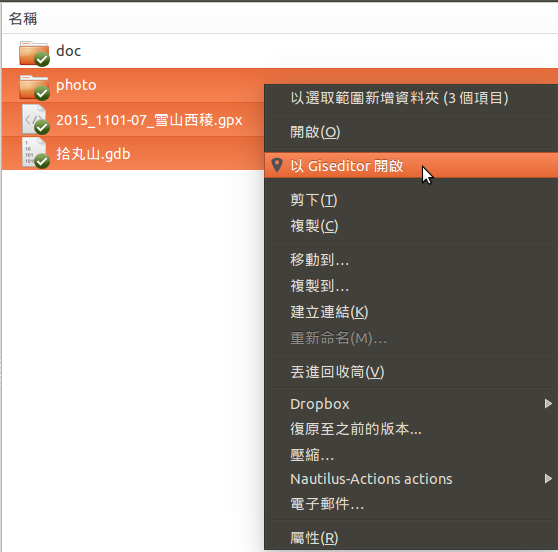 名稱
doc
photo
2015_1101-07_雪山西稜.gpx
拾丸山.gdb
以選取範圍新增資料夾 (3 個項目)
開啟(O)
以 Giseditor 開啟
剪下(T)
複製(C)
移動到…
複製到…
建立連結(K)
重新命名(M)…
丟進回收筒(V)
Dropbox
復原至之前的版本...
壓縮…
Nautilus-Actions actions
電子郵件…
屬性(R)